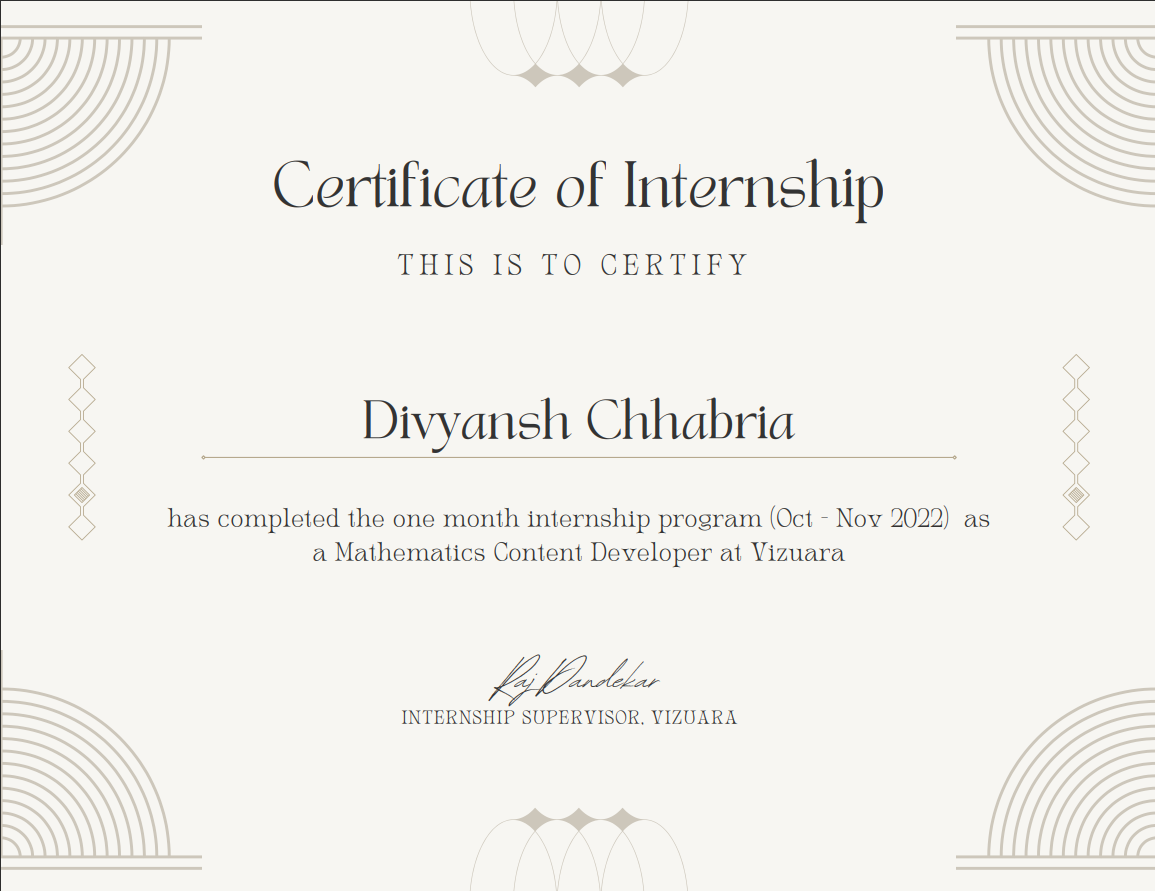 Certificate of Internship
THIS IS TO CERTIFY
Divyansh Chhabria
has completed the one month internship program (Oct - Nov 2022) as
a Mathematics Content Developer at Vizuara
Raj Dandekar
INTERNSHIP SUPERVISOR, VIZUARA